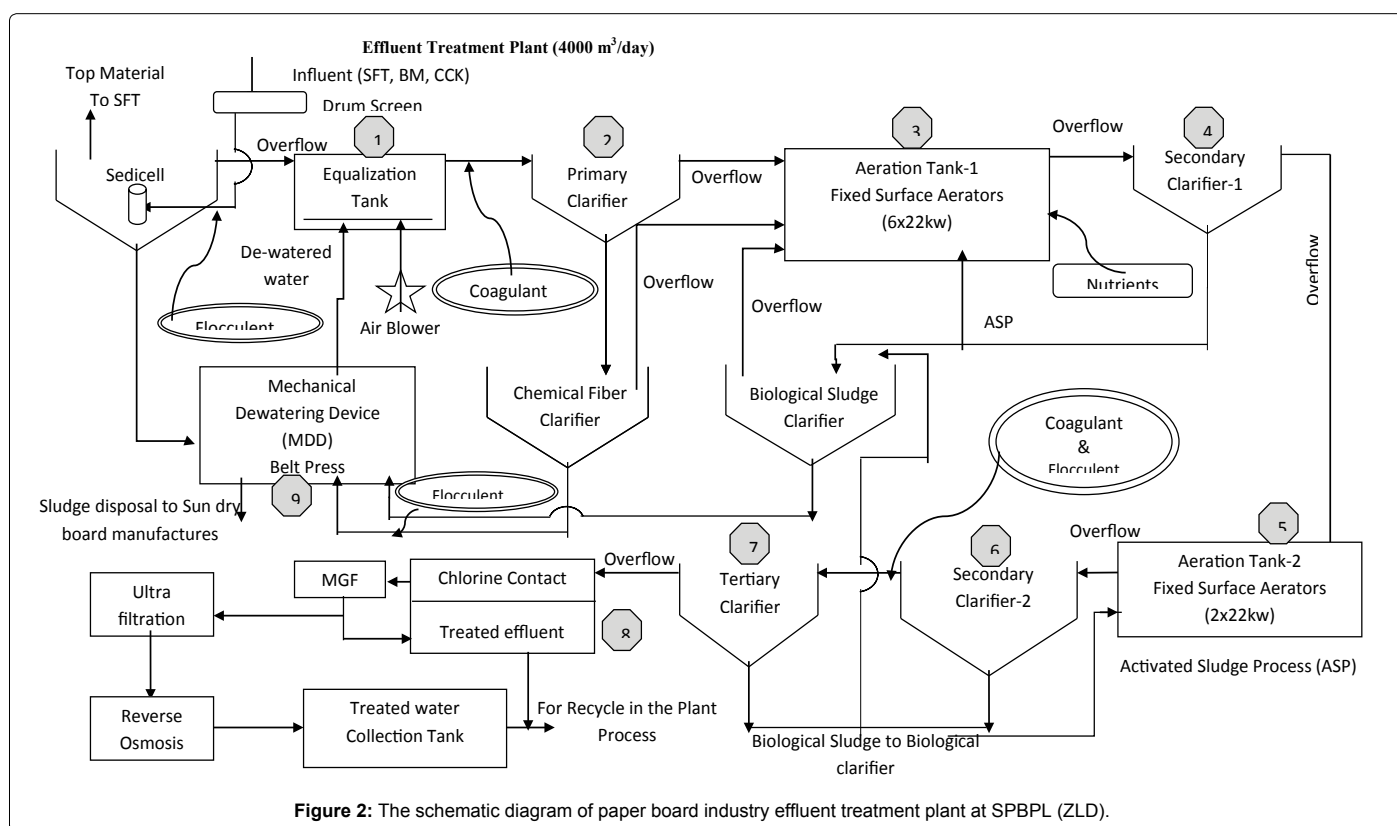 Effluent Treatment Plant (4000 m³/day)
Top Material
To SFT
Influent (SFT, BM, CCK)
Drum Screen
Sedicell
Overflow
1
Equalization
Tank
2
Primary
Clarifier
Overflow
3
Aeration Tank-1
Fixed Surface Aerators
(6x22kw)
Overflow
4
Secondary
Clarifier-1
Overflow
De-watered
water
Flocculent
Air Blower
Coagulant
Overflow
Overflow
Nutrients
ASP
Mechanical
Dewatering Device
(MDD)
Belt Press
9
Chemical Fiber
Clarifier
Biological Sludge
Clarifier
Coagulant
&
Flocculent
Flocculent
Sludge disposal to Sun dry
board manufactures
Ultra
filtration
MGF
Chlorine Contact
Treated effluent
8
Overflow
7
Tertiary
Clarifier
6
Secondary
Clarifier-2
Overflow
5
Aeration Tank-2
Fixed Surface Aerators
(2x22kw)
Activated Sludge Process (ASP)
Reverse
Osmosis
Treated water
Collection Tank
For Recycle in the Plant
Process
Biological Sludge to Biological
clarifier
Figure 2: The schematic diagram of paper board industry effluent treatment plant at SPBPL (ZLD).